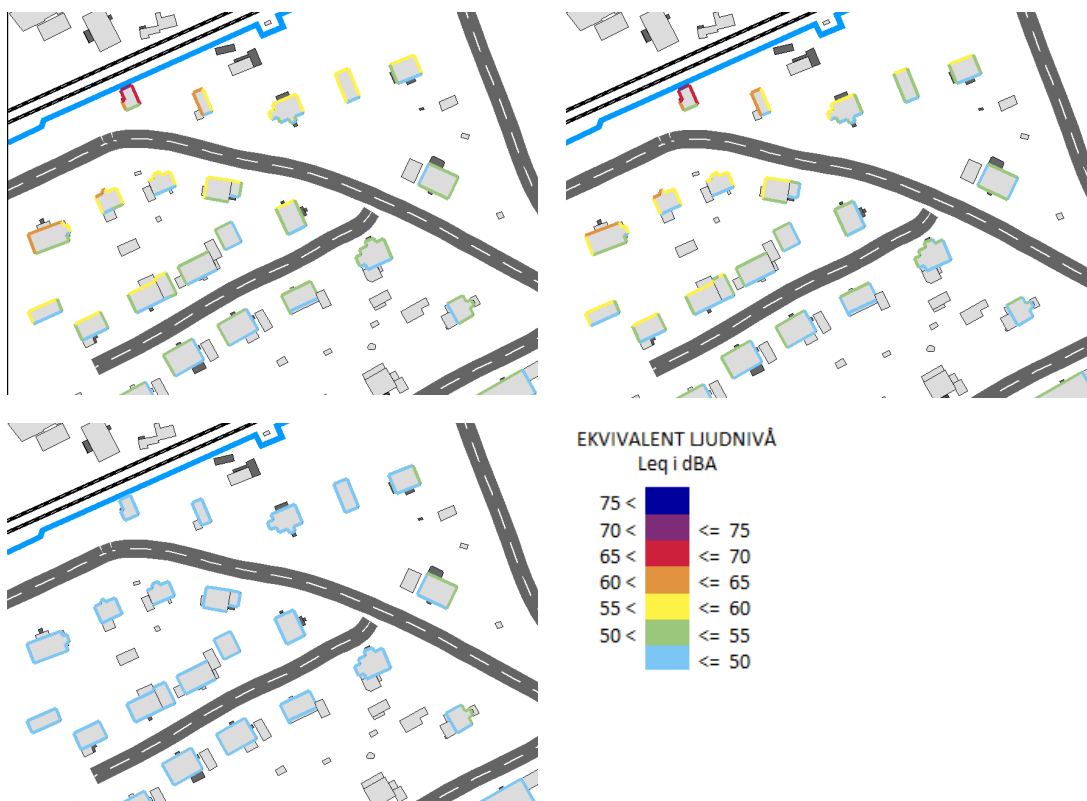 EKVIVALENT LJUDNIVÅ
Leq i dBA
75 <
70 < <= 75
65 < <= 70
60 < <= 65
55 < <= 60
50 < <= 55
<= 50